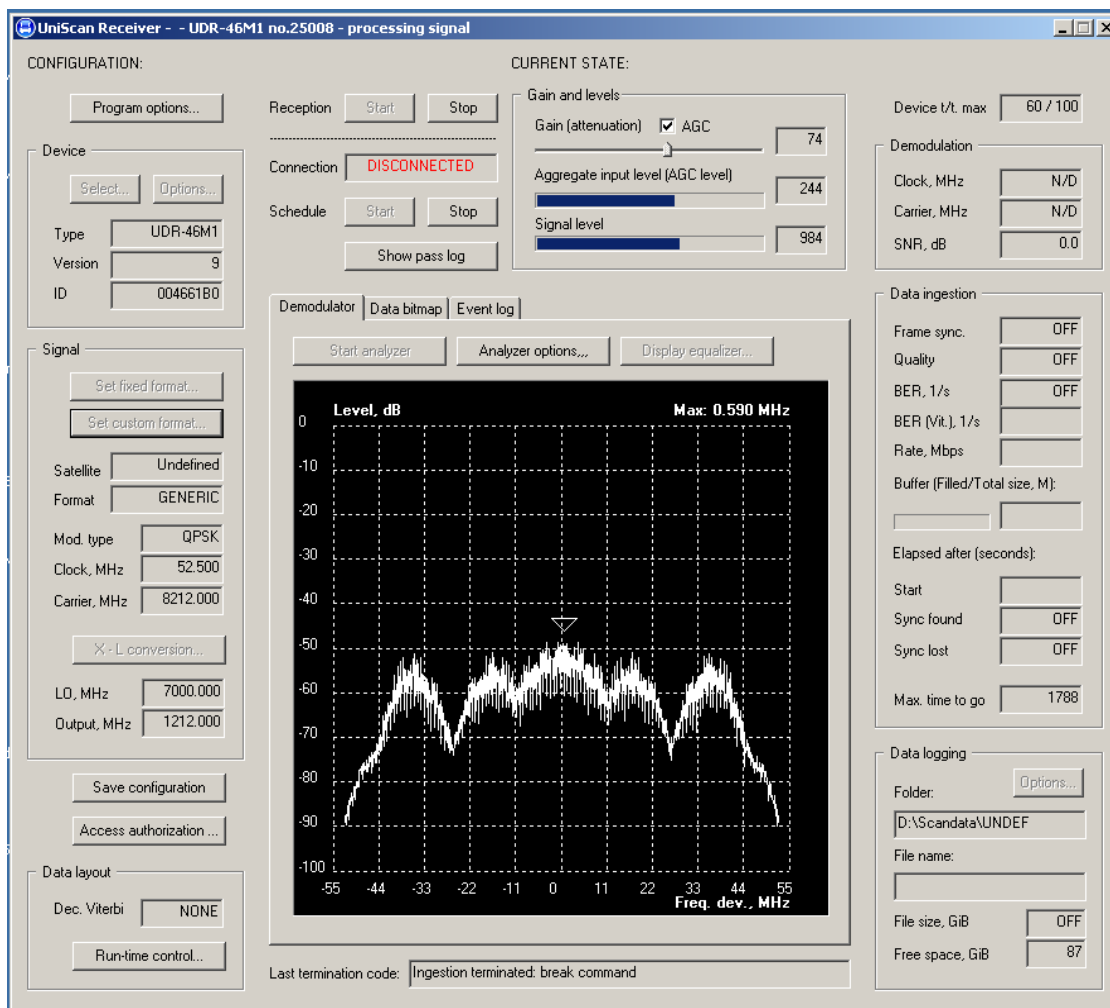 UniScan Receiver - - UDR-46M1 no.25008 - processing signal
CONFIGURATION:
Program options...
Device
Select...
Options...
Type UDR-46M1
Version 9
ID 004661B0
Signal
Set fixed format...
Set custom format...
Satellite Undefined
Format GENERIC
Mod. type QPSK
Clock, MHz 52.500
Carrier, MHz 8212.000
X - L conversion...
LO, MHz 7000.000
Output, MHz 1212.000
Save configuration
Access authorization ...
Data layout
Dec. Viterbi NONE
Run-time control...
Reception Start Stop
Connection DISCONNECTED
Schedule Start Stop
Show pass log
CURRENT STATE:
Gain and levels
Gain (attenuation) AGC 74
Aggregate input level (AGC level) 244
Signal level 984
Demodulator Data bitmap Event log
Start analyzer Analyzer options,,, Display equalizer...
Level, dB Max: 0.590 MHz
0
-10
-20
-30
-40
-50
-60
-70
-80
-90
-100
-55 -44 -33 -22 -11 0 11 22 33 44 55
Freq. dev., MHz
Last termination code: Ingestion terminated: break command
Device t/t. max 60 / 100
Demodulation
Clock, MHz N/D
Carrier, MHz N/D
SNR, dB 0.0
Data ingestion
Frame sync. OFF
Quality OFF
BER, 1/s OFF
BER (Vit.), 1/s
Rate, Mbps
Buffer (Filled/Total size, M):
Elapsed after (seconds):
Start
Sync found OFF
Sync lost OFF
Max. time to go 1788
Data logging
Folder: Options...
D:\Scandata\UNDEF
File name:
File size, GiB OFF
Free space, GiB 87